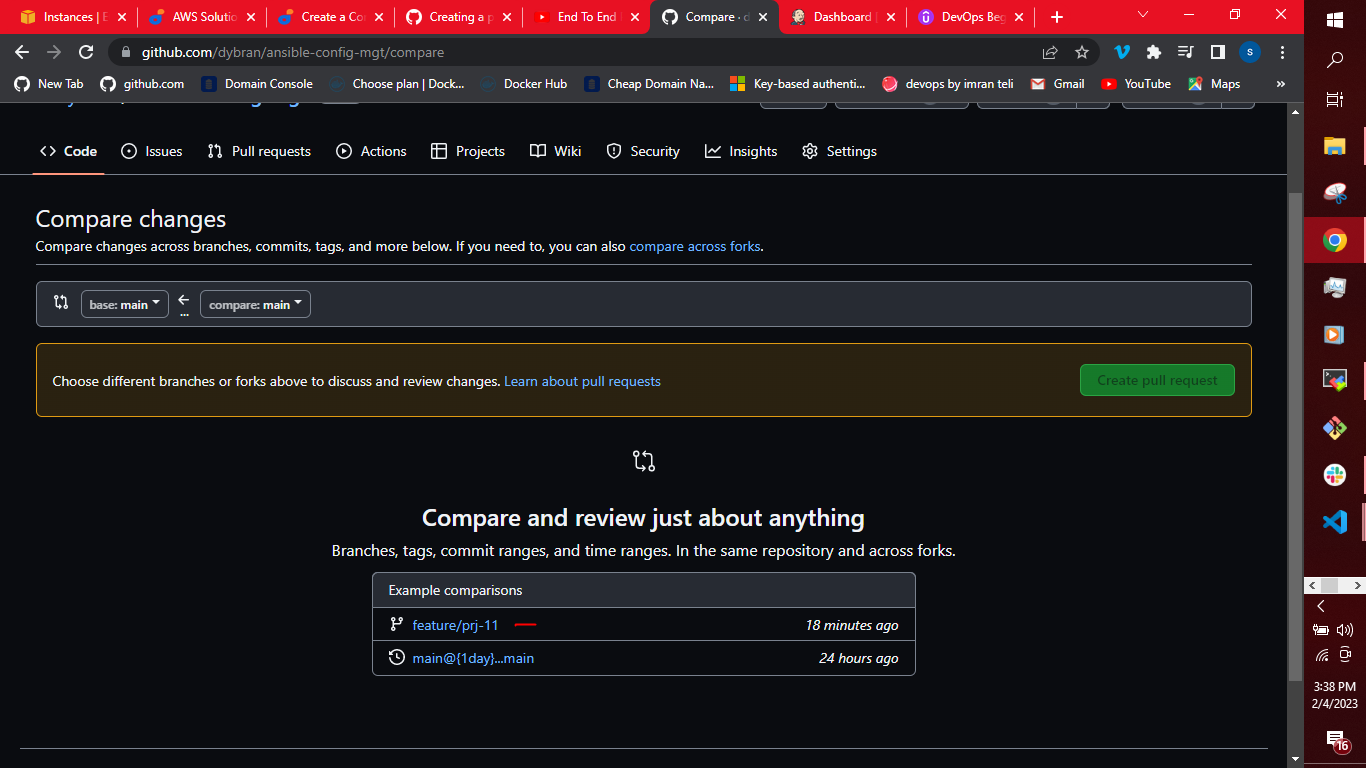 Instances | E
AWS Solutio
Create a Co
Creating a p
End To End
Compare · d
Dashboard |
DevOps Beg
github.com/dybran/ansible-config-mgt/compare
S
New Tab
github.com
Domain Console
Choose plan | Dock...
Docker Hub
Cheap Domain Na...
Key-based authenti...
devops by imran teli
Gmail
YouTube
Maps
»
Code
Issues
Pull requests
Actions
Projects
Wiki
Security
Insights
Settings
Compare changes
Compare changes across branches, commits, tags, and more below. If you need to, you can also compare across forks.
base: main
...
compare: main
Choose different branches or forks above to discuss and review changes. Learn about pull requests
Create pull request
Compare and review just about anything
Branches, tags, commit ranges, and time ranges. In the same repository and across forks.
Example comparisons
feature/prj-11 18 minutes ago
main@{1day}...main 24 hours ago
3:38 PM
2/4/2023
16